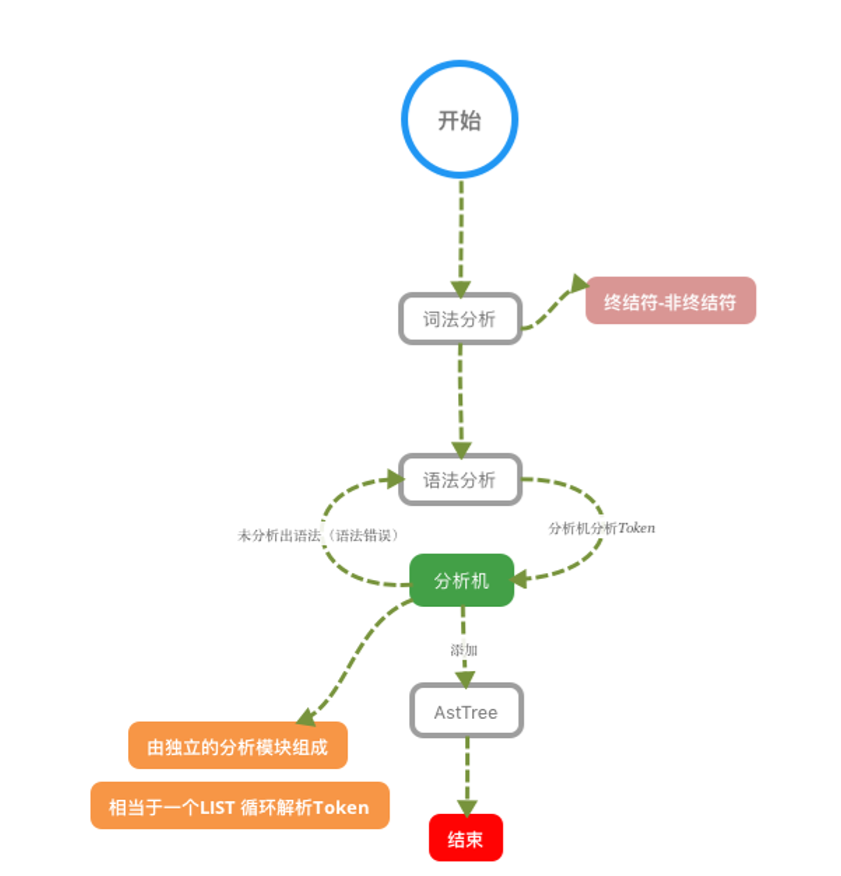 开始
词法分析
终结符-非终结符
语法分析
分析机分析Token
未分析出语法（语法错误）
分析机
添加
AstTree
由独立的分析模块组成
相当于一个LIST 循环解析Token
结束